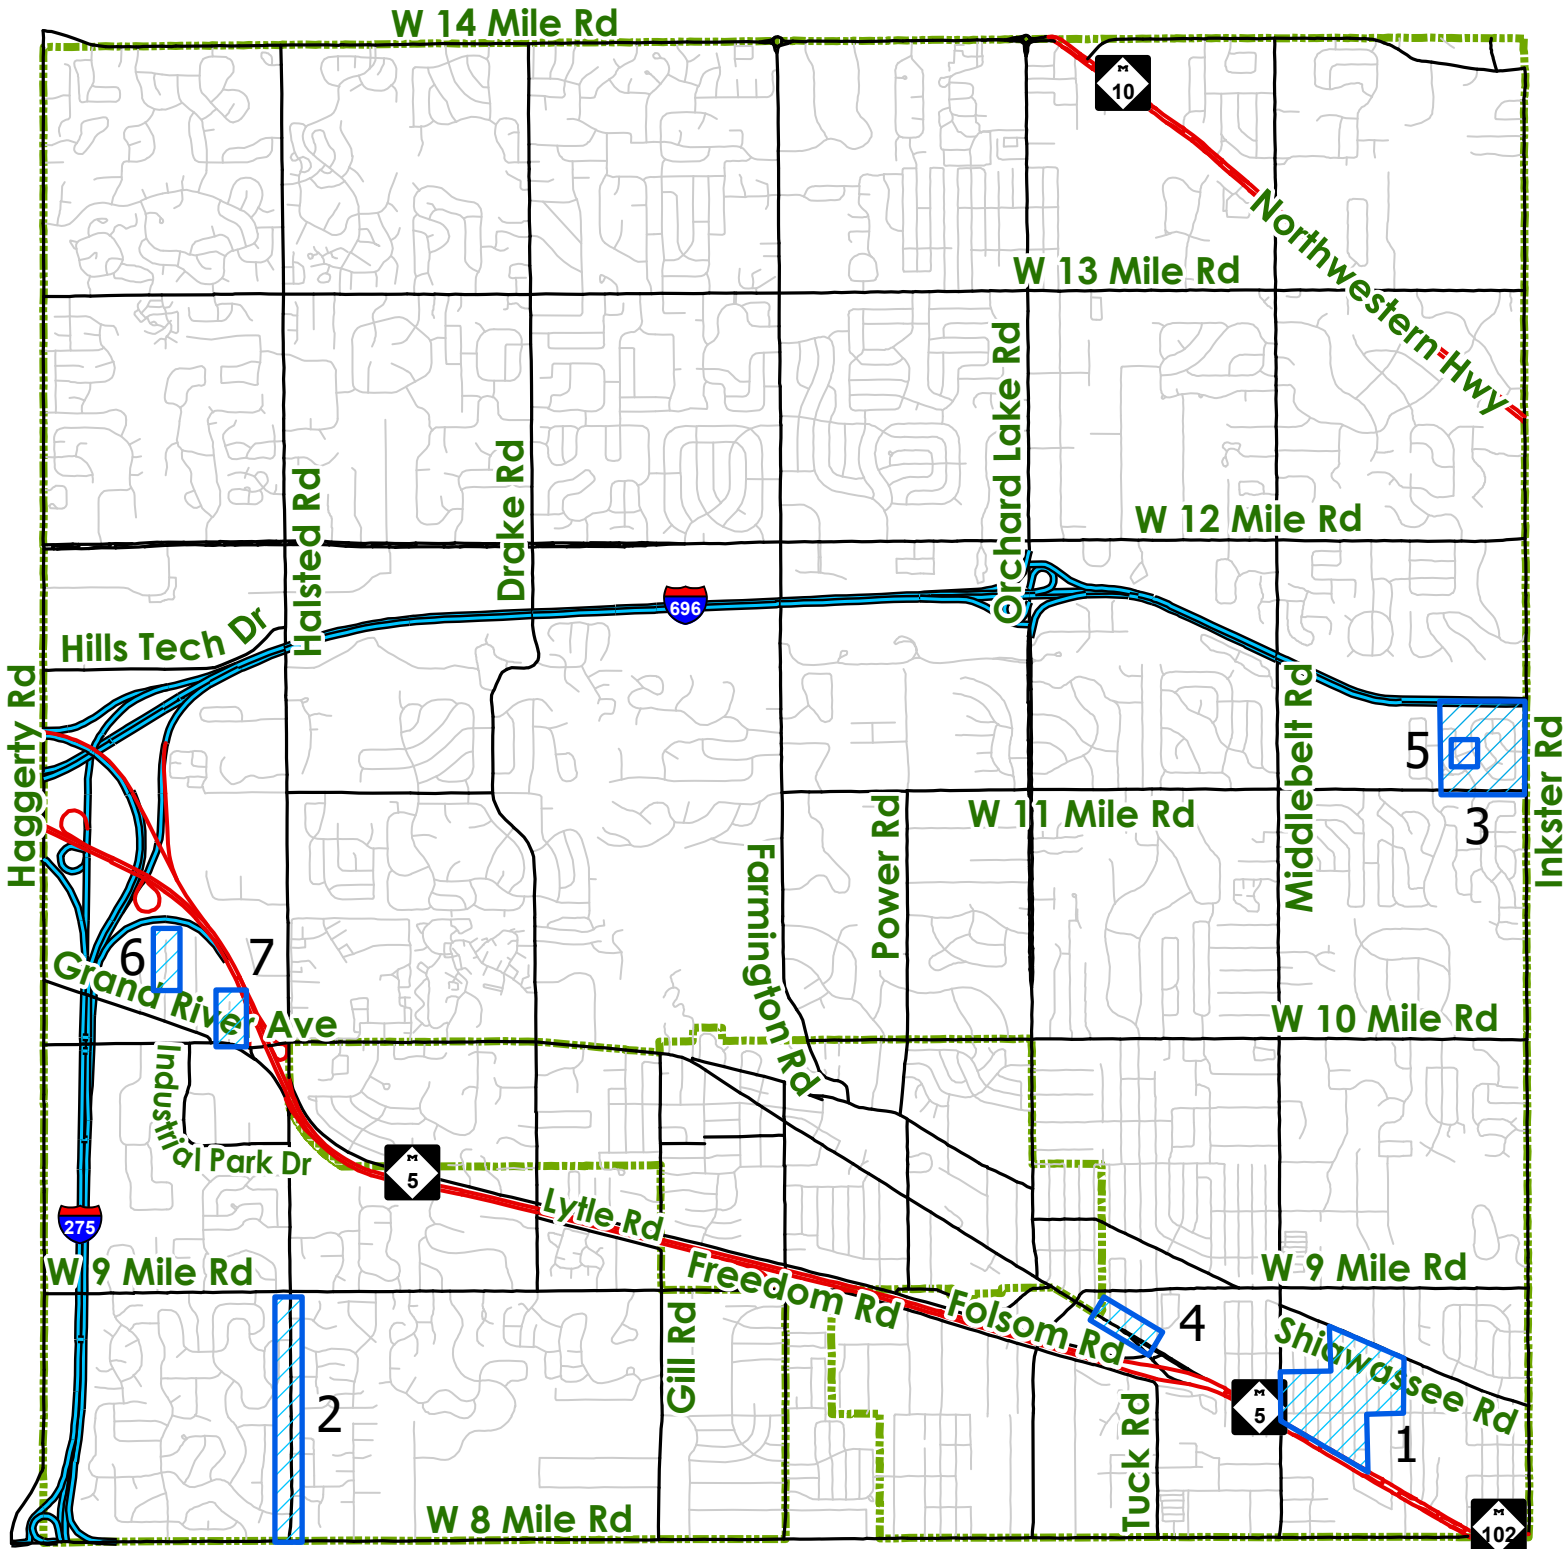 W 14 Mile Rd
M
10
Northwestern Hwy
W 13 Mile Rd
Orchard Lake Rd
Drake Rd
Halsted Rd
W 12 Mile Rd
696
Hills Tech Dr
Haggerty Rd
Middlebelt Rd
Inkster Rd
5
3
W 11 Mile Rd
Power Rd
Farmington Rd
6
7
Grand River Ave
W 10 Mile Rd
Industrial Park Dr
M
5
Lytle Rd
275
W 9 Mile Rd
Freedom Rd
Folsom Rd
W 9 Mile Rd
4
Shiawassee Rd
Gill Rd
Tuck Rd
2
M
5
1
W 8 Mile Rd
M
102